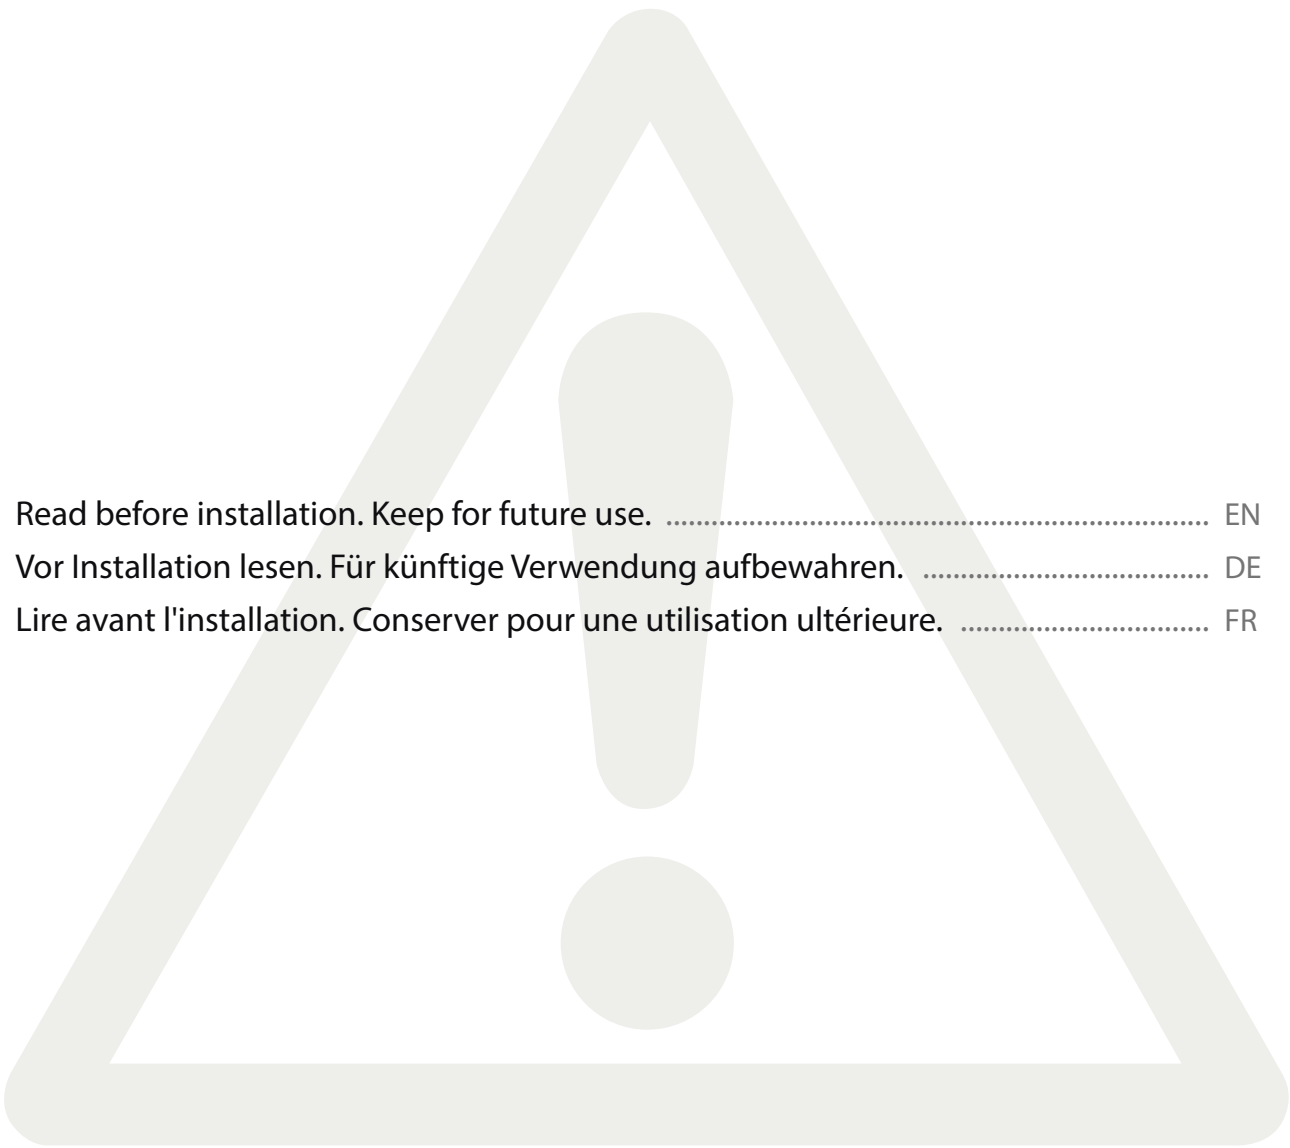 Read before installation. Keep for future use. ........................................................................ EN
Vor Installation lesen. Für künftige Verwendung aufbewahren. ...................................... DE
Lire avant l'installation. Conserver pour une utilisation ultérieure. ................................. FR